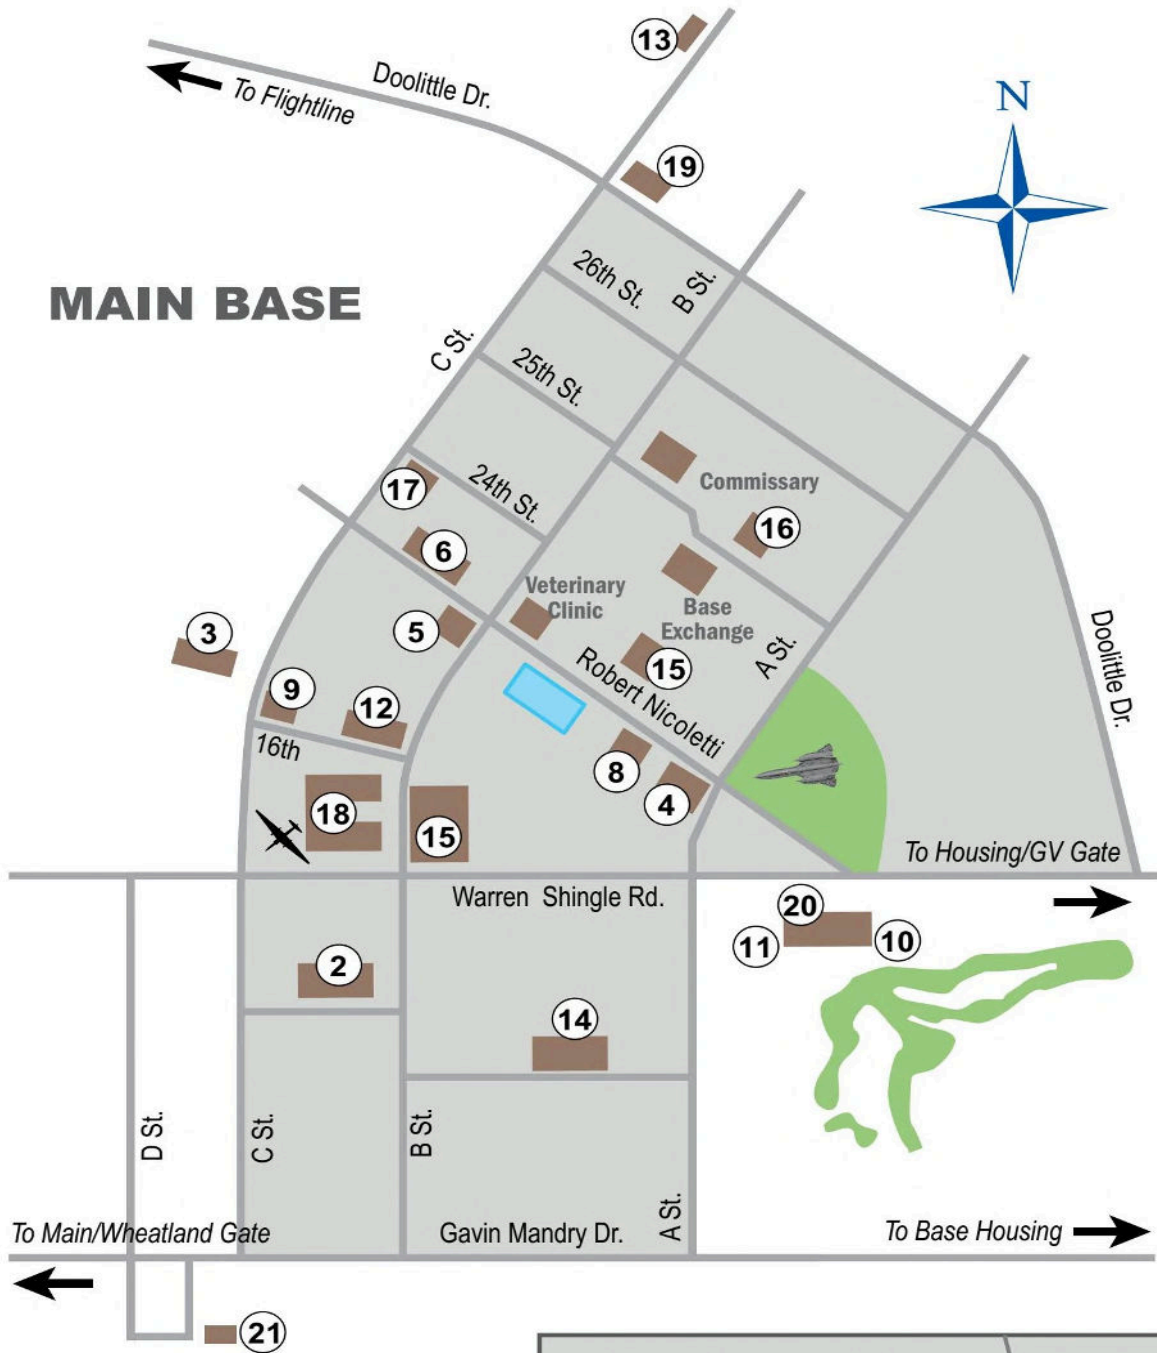 13
Doolittle Dr.
To Flightline
N
19
MAIN BASE
26th St.
B St.
C St.
25th St.
Commissary
24th St.
17
16
6
Veterinary
Clinic
Base
Exchange
3
5
A St.
Doolittle Dr.
15
Robert Nicoletti
9
12
16th
8
4
18
15
To Housing/GV Gate
Warren Shingle Rd.
20
11
10
2
14
D St.
C St.
B St.
A St.
To Main/Wheatland Gate
Gavin Mandry Dr.
To Base Housing
21